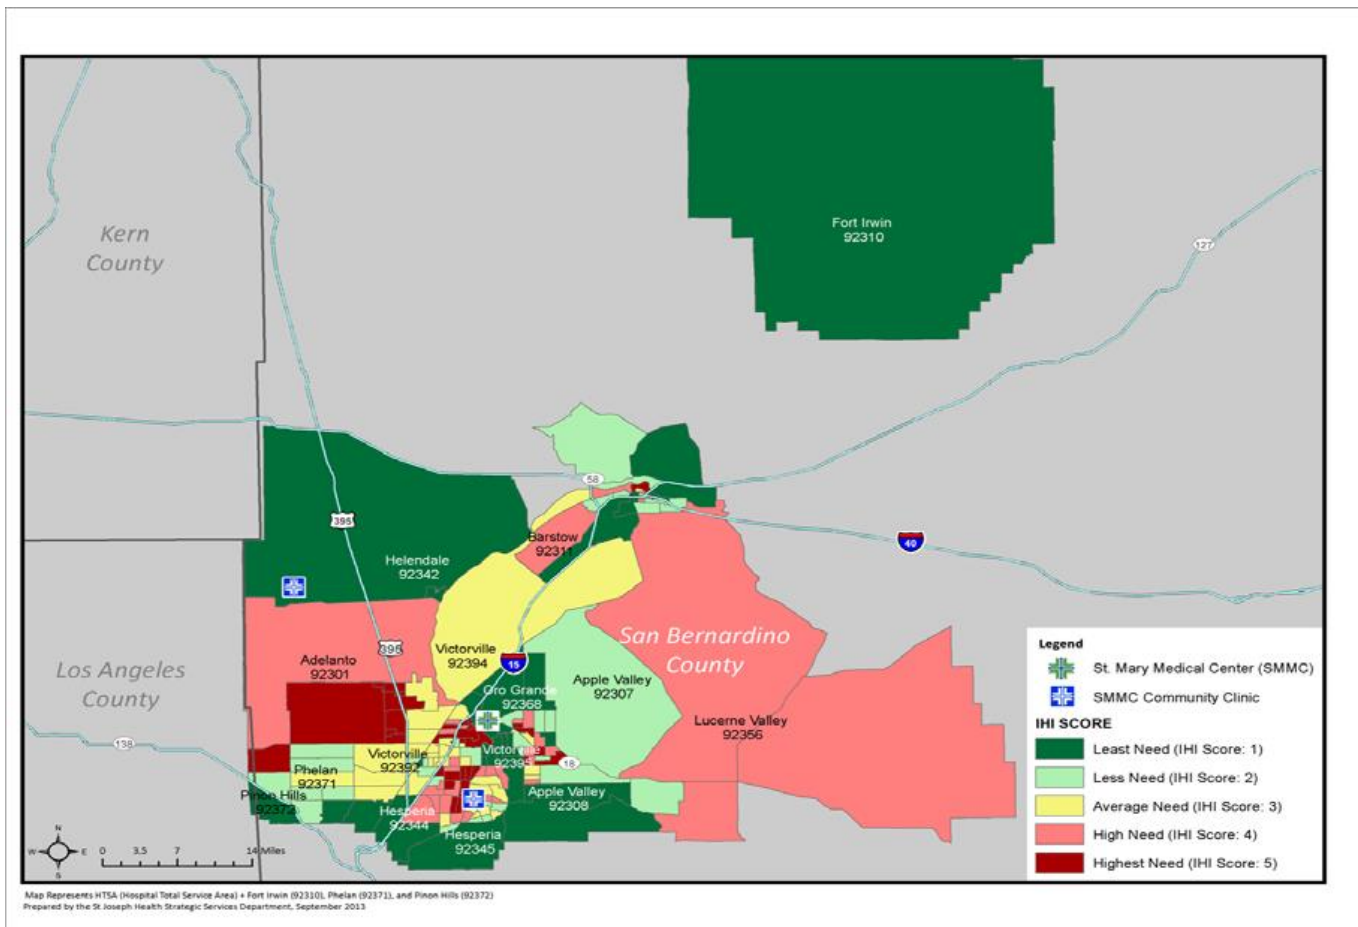 Kern
County
Fort Irwin
92310
127
58
395
Barstow
92311
40
Helendale
92342
San Bernardino
County
395
Victorville
92394
15
Adelanto
92301
Los Angeles
County
Apple Valley
92307
Oro Grande
92368
Lucerne Valley
92356
138
Victorville
92392
Victorville
92395
18
Phelan
92371
Pinon Hills
92372
Apple Valley
92308
Hesperia
92344
Hesperia
92345
Legend
St. Mary Medical Center (SMMC)
SMMC Community Clinic
IHI SCORE
Least Need (IHI Score: 1)
Less Need (IHI Score: 2)
Average Need (IHI Score: 3)
High Need (IHI Score: 4)
Highest Need (IHI Score: 5)
N
W E
S
0 3.5 7 14 Miles
Map Represents HTSA (Hospital Total Service Area) + Fort Irwin (92310), Phelan (92371), and Pinon Hills (92372)
Prepared by the St Joseph Health Strategic Services Department, September 2013